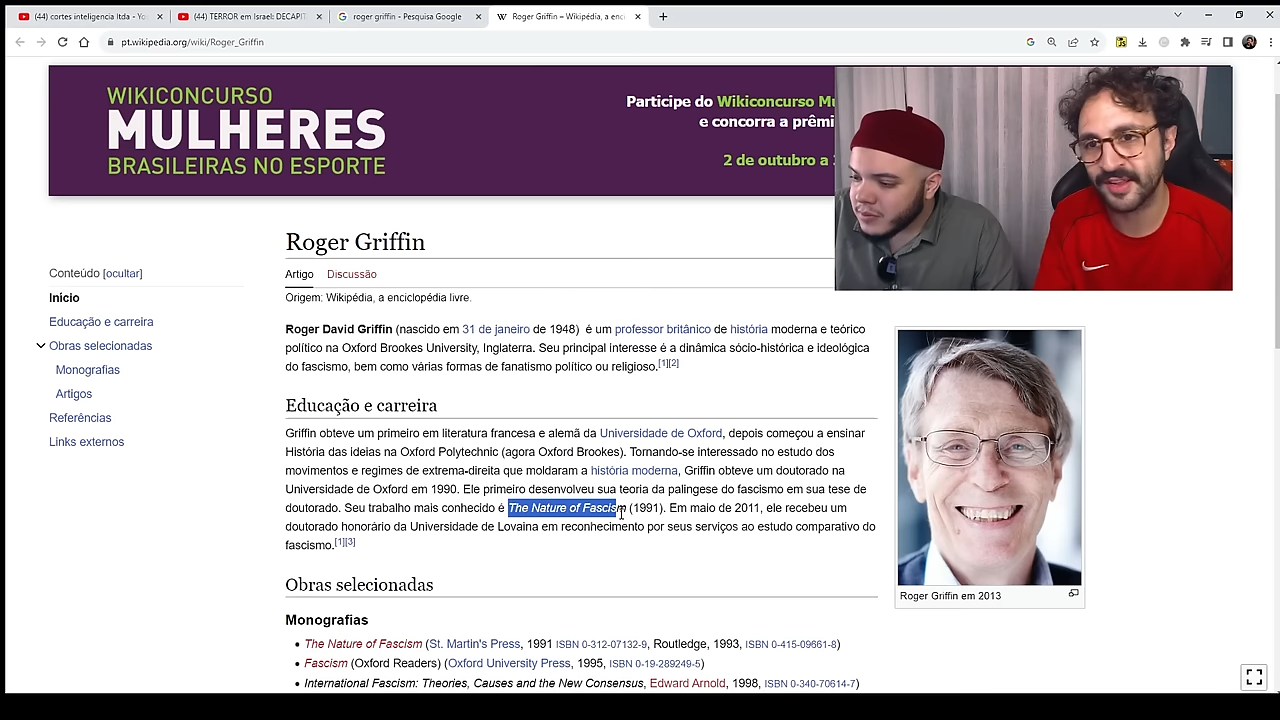 (44) cortes inteligencia ltda - Yo
(44) TERROR em Israel: DECAPIT
roger griffin - Pesquisa Google
Roger Griffin – Wikipédia, a enci
pt.wikipedia.org/wiki/Roger_Griffin
WIKICONCURSO
MULHERES
BRASILEIRAS NO ESPORTE
Participe do Wikiconcurso Mu
e concorra a prêmi
2 de outubro a
Roger Griffin
Conteúdo [ocultar]
Início
Educação e carreira
Obras selecionadas
Monografias
Artigos
Referências
Links externos
Artigo Discussão
Origem: Wikipédia, a enciclopédia livre.
Roger David Griffin (nascido em 31 de janeiro de 1948) é um professor britânico de história moderna e teórico
político na Oxford Brookes University, Inglaterra. Seu principal interesse é a dinâmica sócio-histórica e ideológica
do fascismo, bem como várias formas de fanatismo político ou religioso.[1][2]
Educação e carreira
Griffin obteve um primeiro em literatura francesa e alemã da Universidade de Oxford, depois começou a ensinar
História das ideias na Oxford Polytechnic (agora Oxford Brookes). Tornando-se interessado no estudo dos
movimentos e regimes de extrema-direita que moldaram a história moderna, Griffin obteve um doutorado na
Universidade de Oxford em 1990. Ele primeiro desenvolveu sua teoria da palingese do fascismo em sua tese de
doutorado. Seu trabalho mais conhecido é The Nature of Fascism (1991). Em maio de 2011, ele recebeu um
doutorado honorário da Universidade de Lovaina em reconhecimento por seus serviços ao estudo comparativo do
fascismo.[1][3]
Roger Griffin em 2013
Obras selecionadas
Monografias
The Nature of Fascism (St. Martin's Press, 1991 ISBN 0-312-07132-9, Routledge, 1993, ISBN 0-415-09661-8)
Fascism (Oxford Readers) (Oxford University Press, 1995, ISBN 0-19-289249-5)
International Fascism: Theories, Causes and the New Consensus, Edward Arnold, 1998, ISBN 0-340-70614-7)